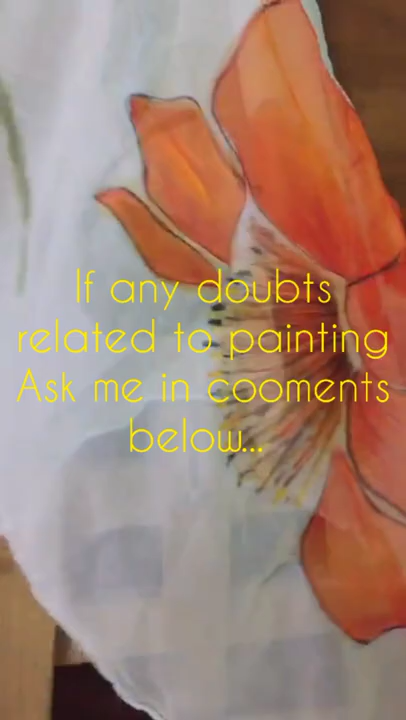 If any doubts
related to painting
Ask me in cooments
below...